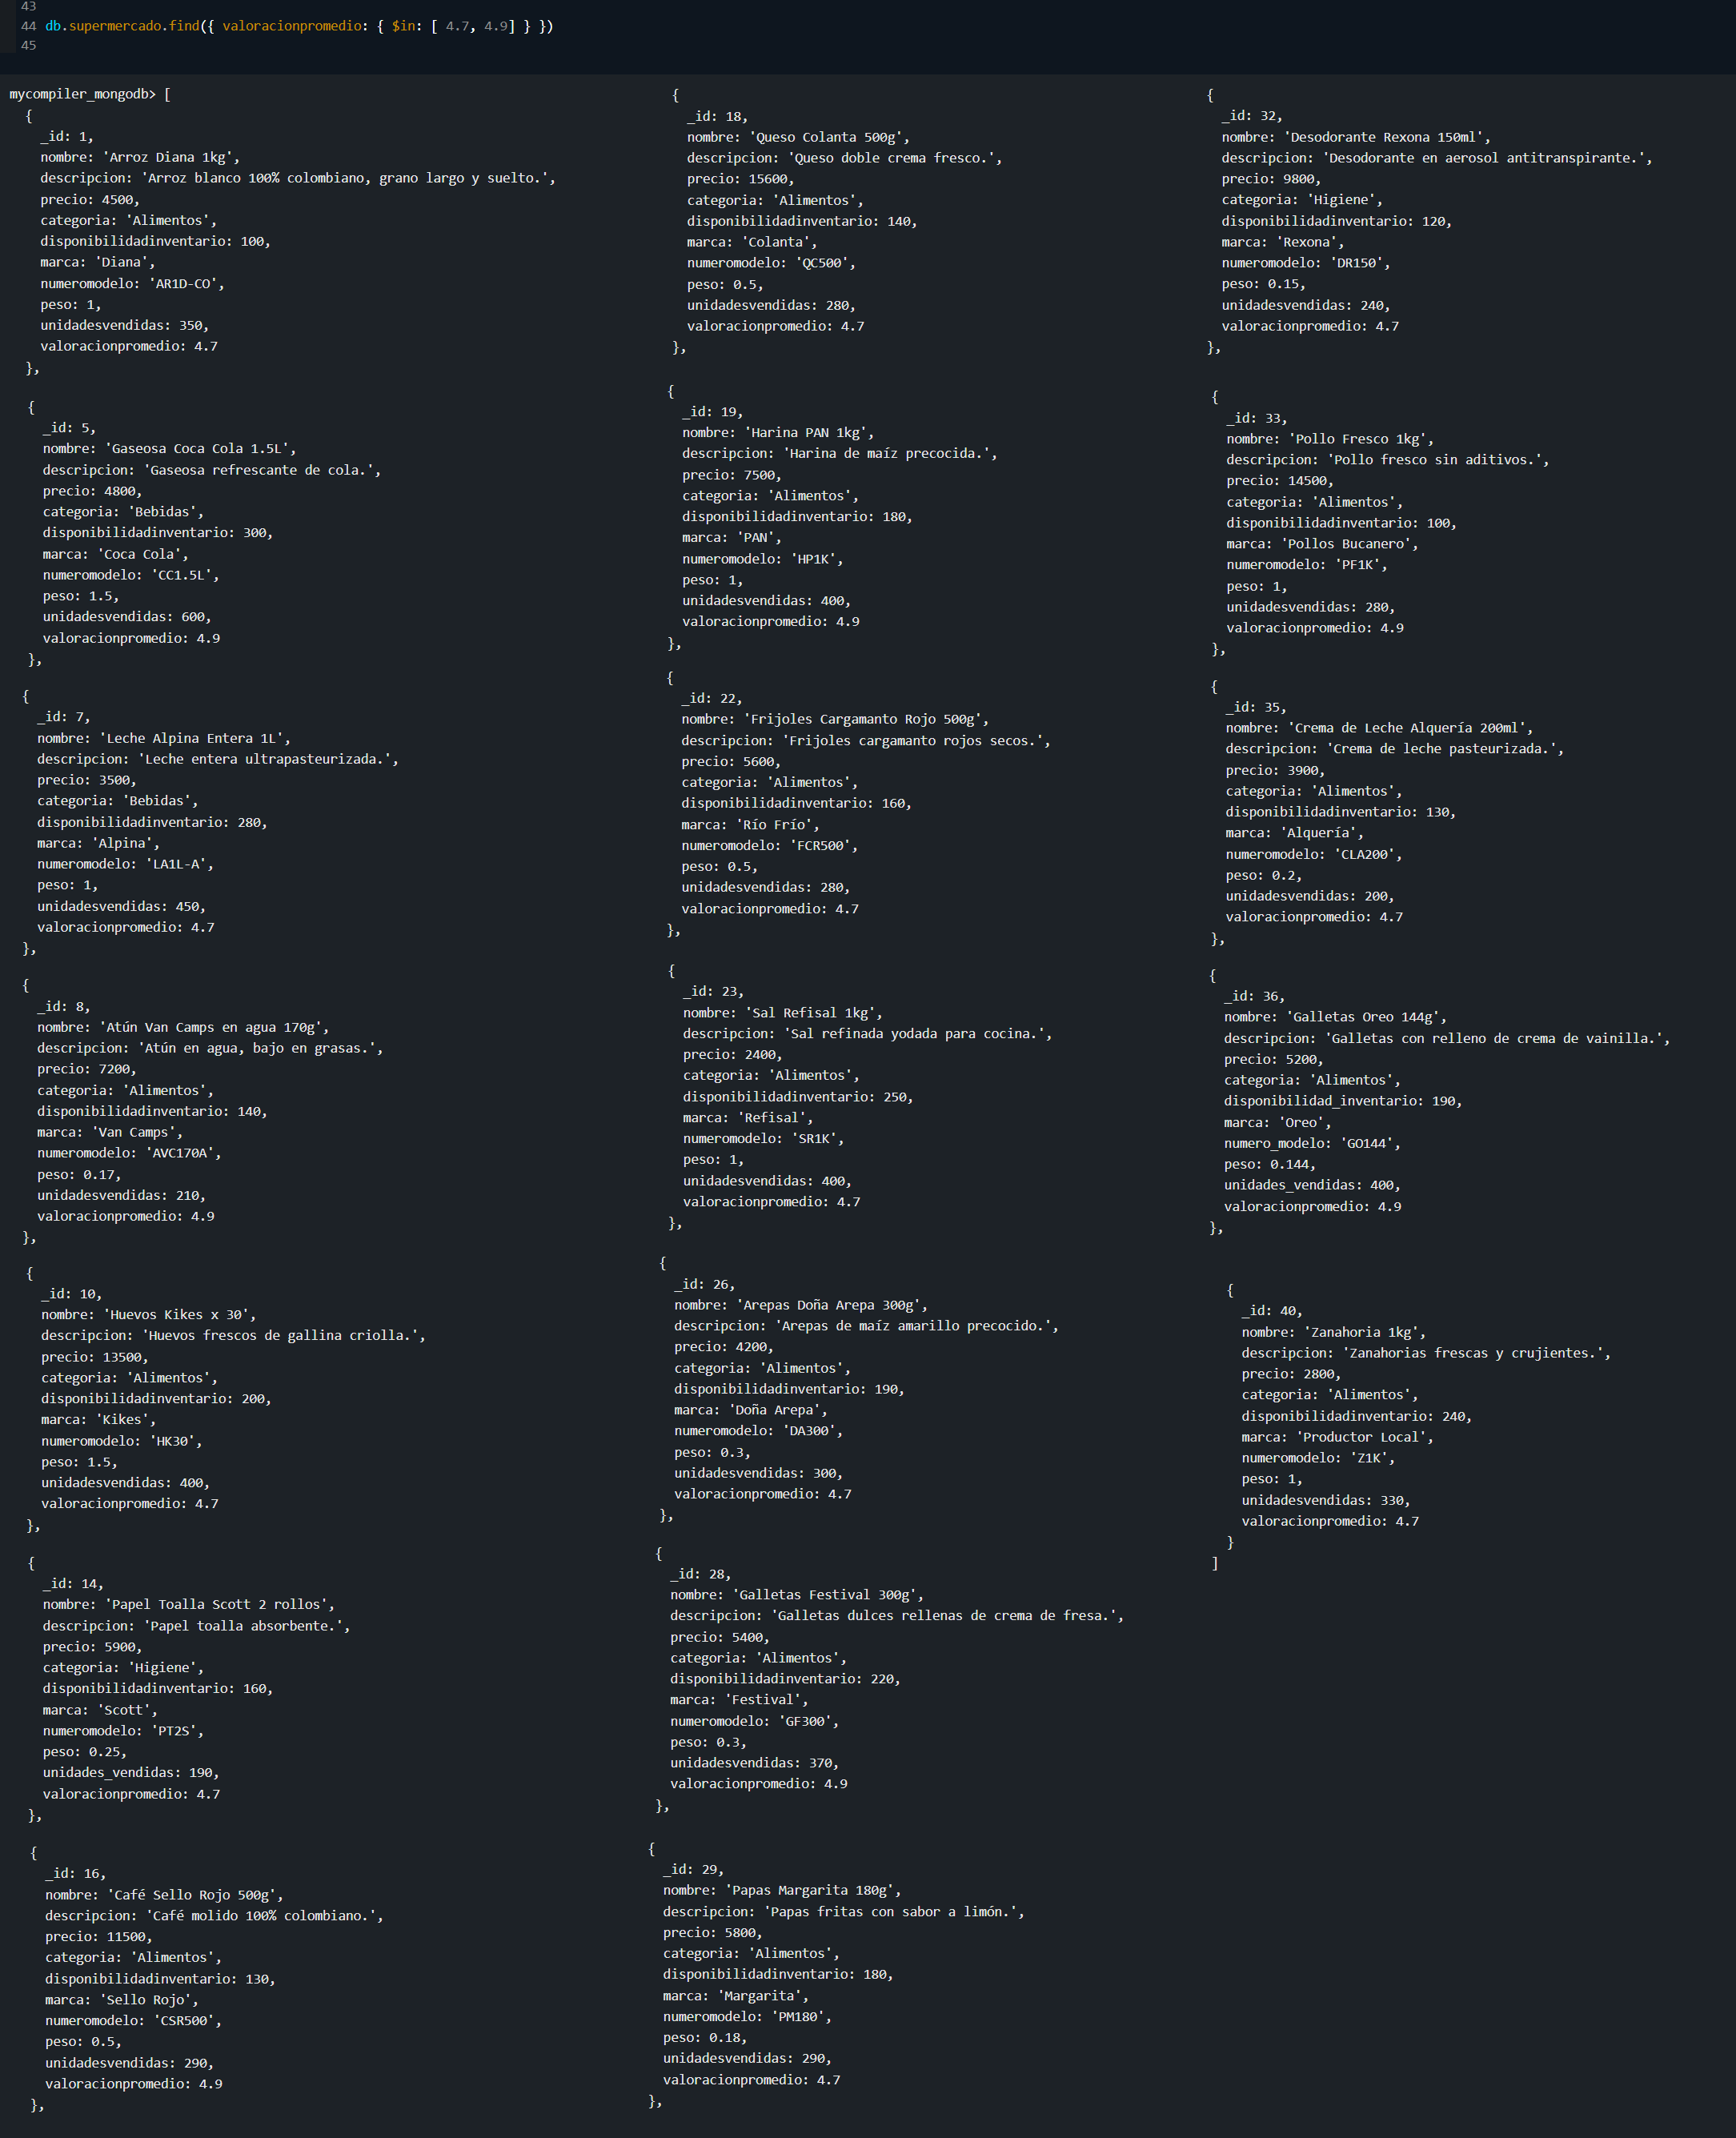 43
44 db.supermercado.find({ valoracionpromedio: { $in: [ 4.7, 4.9] } })
45
mycompiler_mongodb> [
{
_id: 1,
nombre: 'Arroz Diana 1kg',
descripcion: 'Arroz blanco 100% colombiano, grano largo y suelto.',
precio: 4500,
categoria: 'Alimentos',
disponibilidadinventario: 100,
marca: 'Diana',
numeromodelo: 'AR1D-CO',
peso: 1,
unidadesvendidas: 350,
valoracionpromedio: 4.7
},
{
_id: 5,
nombre: 'Gaseosa Coca Cola 1.5L',
descripcion: 'Gaseosa refrescante de cola.',
precio: 4800,
categoria: 'Bebidas',
disponibilidadinventario: 300,
marca: 'Coca Cola',
numeromodelo: 'CC1.5L',
peso: 1.5,
unidadesvendidas: 600,
valoracionpromedio: 4.9
},
{
_id: 7,
nombre: 'Leche Alpina Entera 1L',
descripcion: 'Leche entera ultrapasteurizada.',
precio: 3500,
categoria: 'Bebidas',
disponibilidadinventario: 280,
marca: 'Alpina',
numeromodelo: 'LA1L-A',
peso: 1,
unidadesvendidas: 450,
valoracionpromedio: 4.7
},
{
_id: 8,
nombre: 'Atún Van Camps en agua 170g',
descripcion: 'Atún en agua, bajo en grasas.',
precio: 7200,
categoria: 'Alimentos',
disponibilidadinventario: 140,
marca: 'Van Camps',
numeromodelo: 'AVC170A',
peso: 0.17,
unidadesvendidas: 210,
valoracionpromedio: 4.9
},
{
_id: 10,
nombre: 'Huevos Kikes x 30',
descripcion: 'Huevos frescos de gallina criolla.',
precio: 13500,
categoria: 'Alimentos',
disponibilidadinventario: 200,
marca: 'Kikes',
numeromodelo: 'HK30',
peso: 1.5,
unidadesvendidas: 400,
valoracionpromedio: 4.7
},
{
_id: 14,
nombre: 'Papel Toalla Scott 2 rollos',
descripcion: 'Papel toalla absorbente.',
precio: 5900,
categoria: 'Higiene',
disponibilidadinventario: 160,
marca: 'Scott',
numeromodelo: 'PT2S',
peso: 0.25,
unidades_vendidas: 190,
valoracionpromedio: 4.7
},
{
_id: 16,
nombre: 'Café Sello Rojo 500g',
descripcion: 'Café molido 100% colombiano.',
precio: 11500,
categoria: 'Alimentos',
disponibilidadinventario: 130,
marca: 'Sello Rojo',
numeromodelo: 'CSR500',
peso: 0.5,
unidadesvendidas: 290,
valoracionpromedio: 4.9
},
{
_id: 18,
nombre: 'Queso Colanta 500g',
descripcion: 'Queso doble crema fresco.',
precio: 15600,
categoria: 'Alimentos',
disponibilidadinventario: 140,
marca: 'Colanta',
numeromodelo: 'QC500',
peso: 0.5,
unidadesvendidas: 280,
valoracionpromedio: 4.7
},
{
_id: 19,
nombre: 'Harina PAN 1kg',
descripcion: 'Harina de maíz precocida.',
precio: 7500,
categoria: 'Alimentos',
disponibilidadinventario: 180,
marca: 'PAN',
numeromodelo: 'HP1K',
peso: 1,
unidadesvendidas: 400,
valoracionpromedio: 4.9
},
{
_id: 22,
nombre: 'Frijoles Cargamanto Rojo 500g',
descripcion: 'Frijoles cargamanto rojos secos.',
precio: 5600,
categoria: 'Alimentos',
disponibilidadinventario: 160,
marca: 'Río Frío',
numeromodelo: 'FCR500',
peso: 0.5,
unidadesvendidas: 280,
valoracionpromedio: 4.7
},
{
_id: 23,
nombre: 'Sal Refisal 1kg',
descripcion: 'Sal refinada yodada para cocina.',
precio: 2400,
categoria: 'Alimentos',
disponibilidadinventario: 250,
marca: 'Refisal',
numeromodelo: 'SR1K',
peso: 1,
unidadesvendidas: 400,
valoracionpromedio: 4.7
},
{
_id: 26,
nombre: 'Arepas Doña Arepa 300g',
descripcion: 'Arepas de maíz amarillo precocido.',
precio: 4200,
categoria: 'Alimentos',
disponibilidadinventario: 190,
marca: 'Doña Arepa',
numeromodelo: 'DA300',
peso: 0.3,
unidadesvendidas: 300,
valoracionpromedio: 4.7
},
{
_id: 28,
nombre: 'Galletas Festival 300g',
descripcion: 'Galletas dulces rellenas de crema de fresa.',
precio: 5400,
categoria: 'Alimentos',
disponibilidadinventario: 220,
marca: 'Festival',
numeromodelo: 'GF300',
peso: 0.3,
unidadesvendidas: 370,
valoracionpromedio: 4.9
},
{
_id: 29,
nombre: 'Papas Margarita 180g',
descripcion: 'Papas fritas con sabor a limón.',
precio: 5800,
categoria: 'Alimentos',
disponibilidadinventario: 180,
marca: 'Margarita',
numeromodelo: 'PM180',
peso: 0.18,
unidadesvendidas: 290,
valoracionpromedio: 4.7
},
{
_id: 32,
nombre: 'Desodorante Rexona 150ml',
descripcion: 'Desodorante en aerosol antitranspirante.',
precio: 9800,
categoria: 'Higiene',
disponibilidadinventario: 120,
marca: 'Rexona',
numeromodelo: 'DR150',
peso: 0.15,
unidadesvendidas: 240,
valoracionpromedio: 4.7
},
{
_id: 33,
nombre: 'Pollo Fresco 1kg',
descripcion: 'Pollo fresco sin aditivos.',
precio: 14500,
categoria: 'Alimentos',
disponibilidadinventario: 100,
marca: 'Pollos Bucanero',
numeromodelo: 'PF1K',
peso: 1,
unidadesvendidas: 280,
valoracionpromedio: 4.9
},
{
_id: 35,
nombre: 'Crema de Leche Alquería 200ml',
descripcion: 'Crema de leche pasteurizada.',
precio: 3900,
categoria: 'Alimentos',
disponibilidadinventario: 130,
marca: 'Alquería',
numeromodelo: 'CLA200',
peso: 0.2,
unidadesvendidas: 200,
valoracionpromedio: 4.7
},
{
_id: 36,
nombre: 'Galletas Oreo 144g',
descripcion: 'Galletas con relleno de crema de vainilla.',
precio: 5200,
categoria: 'Alimentos',
disponibilidad_inventario: 190,
marca: 'Oreo',
numero_modelo: 'GO144',
peso: 0.144,
unidades_vendidas: 400,
valoracionpromedio: 4.9
},
{
_id: 40,
nombre: 'Zanahoria 1kg',
descripcion: 'Zanahorias frescas y crujientes.',
precio: 2800,
categoria: 'Alimentos',
disponibilidadinventario: 240,
marca: 'Productor Local',
numeromodelo: 'Z1K',
peso: 1,
unidadesvendidas: 330,
valoracionpromedio: 4.7
}
]